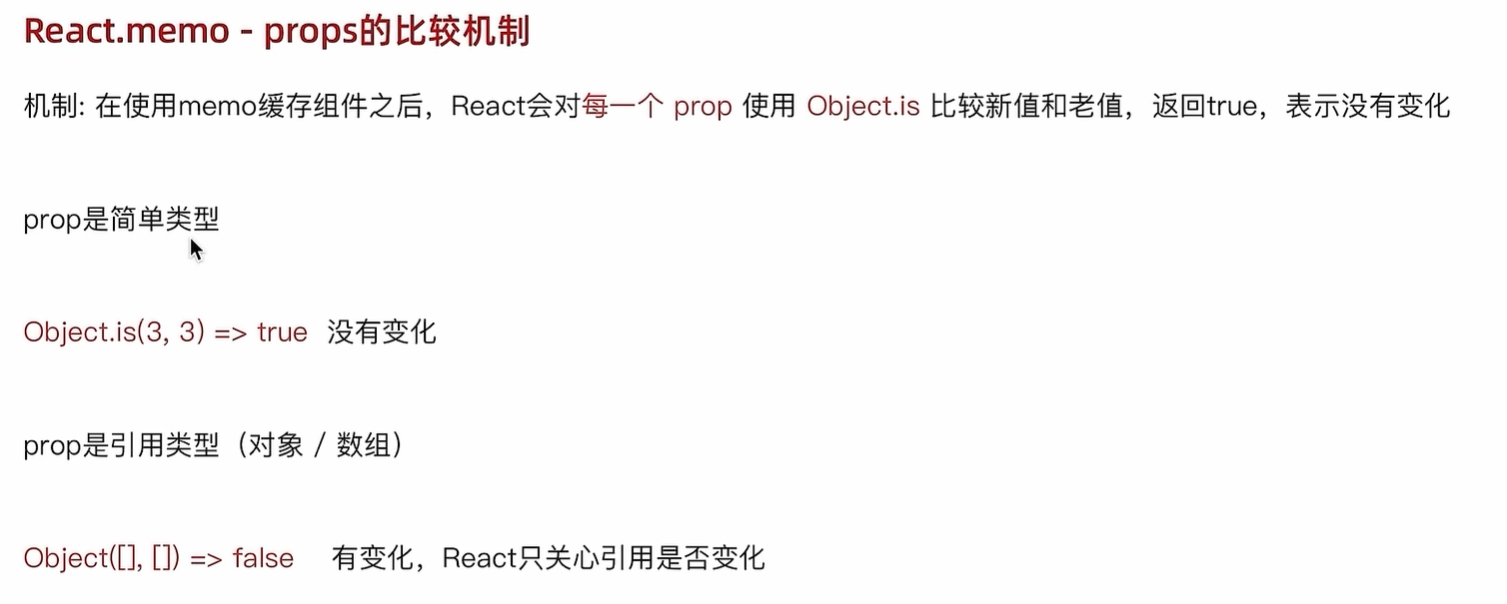 React.memo - props的比较机制
机制: 在使用memo缓存组件之后，React会对每一个 prop 使用 Object.is 比较新值和老值，返回true，表示没有变化
prop是简单类型
Object.is(3, 3) => true 没有变化
prop是引用类型（对象 / 数组）
Object([], []) => false 有变化，React只关心引用是否变化